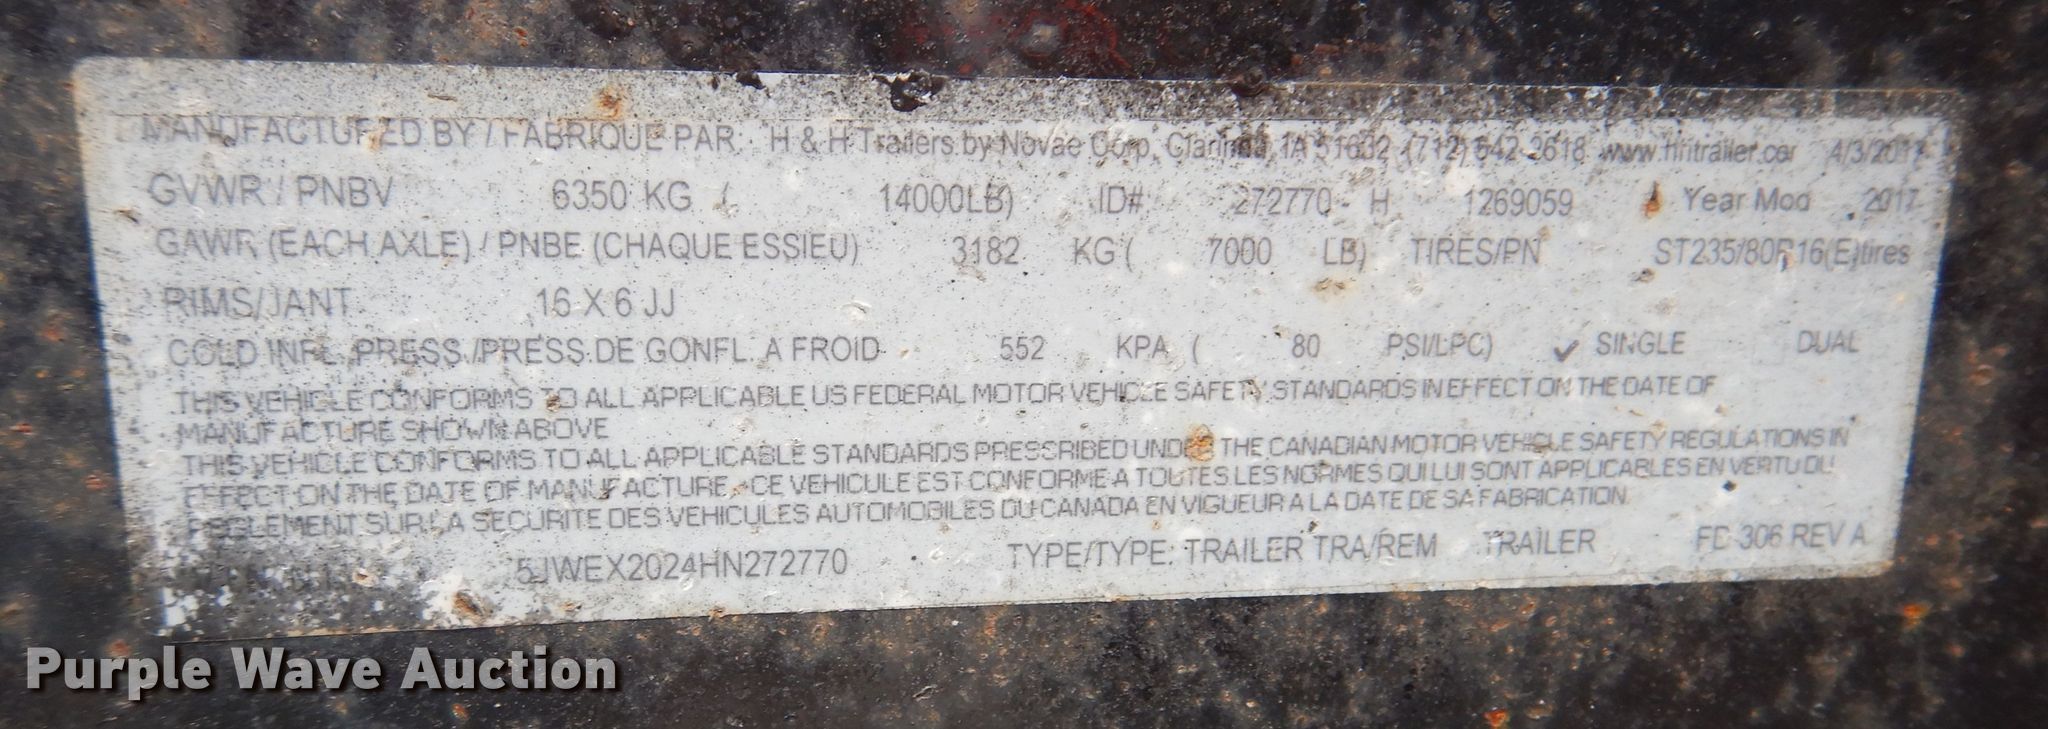 MANUFACTURED BY / FABRIQUE PAR. H & H Trailers by Novae Corp, Clarinda, IA 51632 (712) 542-2618 www.hhtrailer.com 4/3/2017
GVWR / PNBV 6350 KG ( 14000LB) ID# 272770 - H 1269059 Year Mod 2017
GAWR (EACH AXLE) / PNBE (CHAQUE ESSIEU) 3182 KG ( 7000 LB) TIRES/PN ST235/80R16(E)tires
RIMS/JANT 16 X 6 JJ
COLD INFL. PRESS./PRESS. DE GONFL. A FROID 552 KPA ( 80 PSI/LPC) ✓ SINGLE DUAL
THIS VEHICLE CONFORMS TO ALL APPLICABLE US FEDERAL MOTOR VEHICLE SAFETY STANDARDS IN EFFECT ON THE DATE OF
MANUFACTURE SHOWN ABOVE
THIS VEHICLE CONFORMS TO ALL APPLICABLE STANDARDS PRESCRIBED UNDER THE CANADIAN MOTOR VEHICLE SAFETY REGULATIONS IN
EFFECT ON THE DATE OF MANUFACTURE. - CE VEHICULE EST CONFORME A TOUTES LES NORMES QUI LUI SONT APPLICABLES EN VERTU DU
REGLEMENT SUR LA SECURITE DES VEHICULES AUTOMOBILES DU CANADA EN VIGUEUR A LA DATE DE SA FABRICATION.
5JWEX2024HN272770 TYPE/TYPE: TRAILER TRA/REM TRAILER FD-306 REV A
Purple Wave Auction